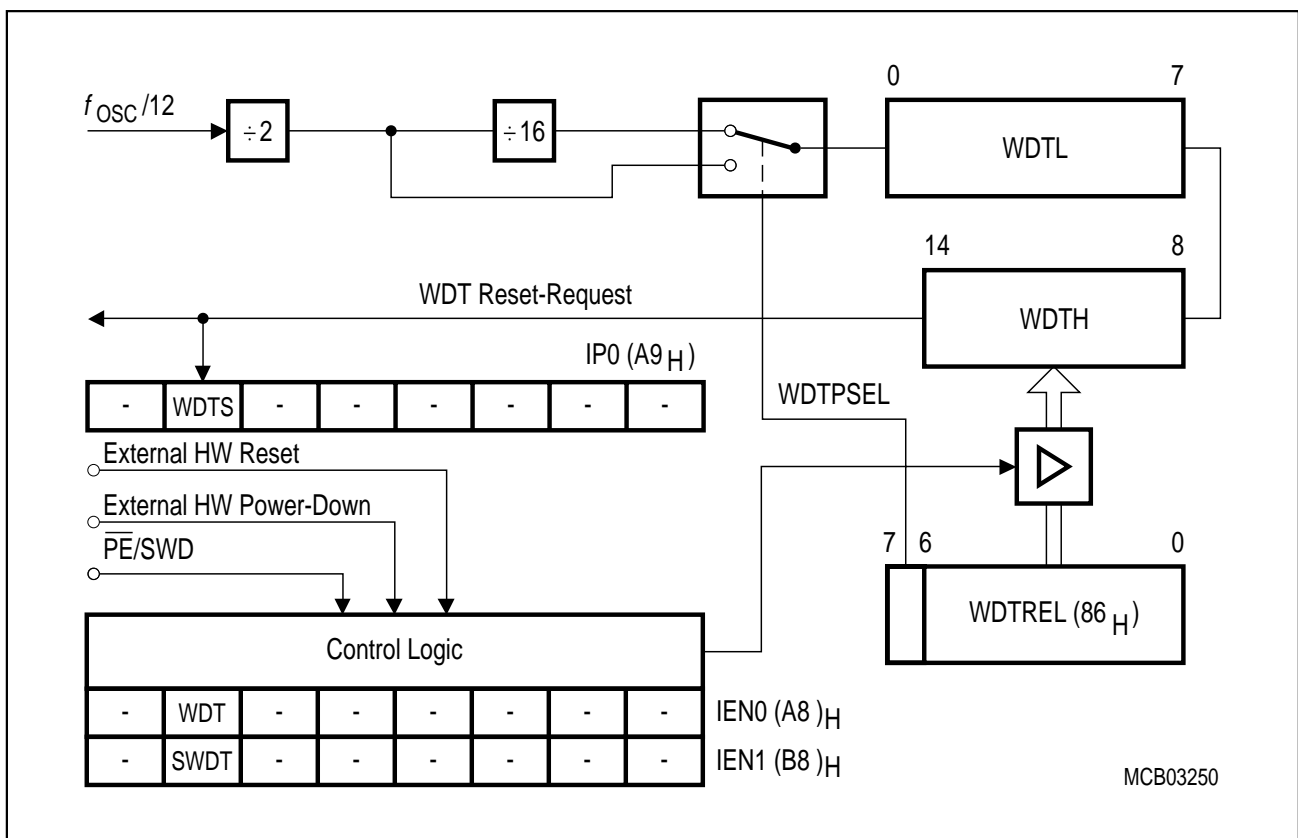 f OSC /12
÷2
÷16
0 7
WDTL
14 8
WDTH
WDT Reset-Request
IP0 (A9 H )
- WDTS - - - - - -
WDTPSEL
External HW Reset
External HW Power-Down
PE/SWD
7 6 0
WDTREL (86 H )
Control Logic
- WDT - - - - - -
IEN0 (A8 ) H
- SWDT - - - - - -
IEN1 (B8 ) H
MCB03250